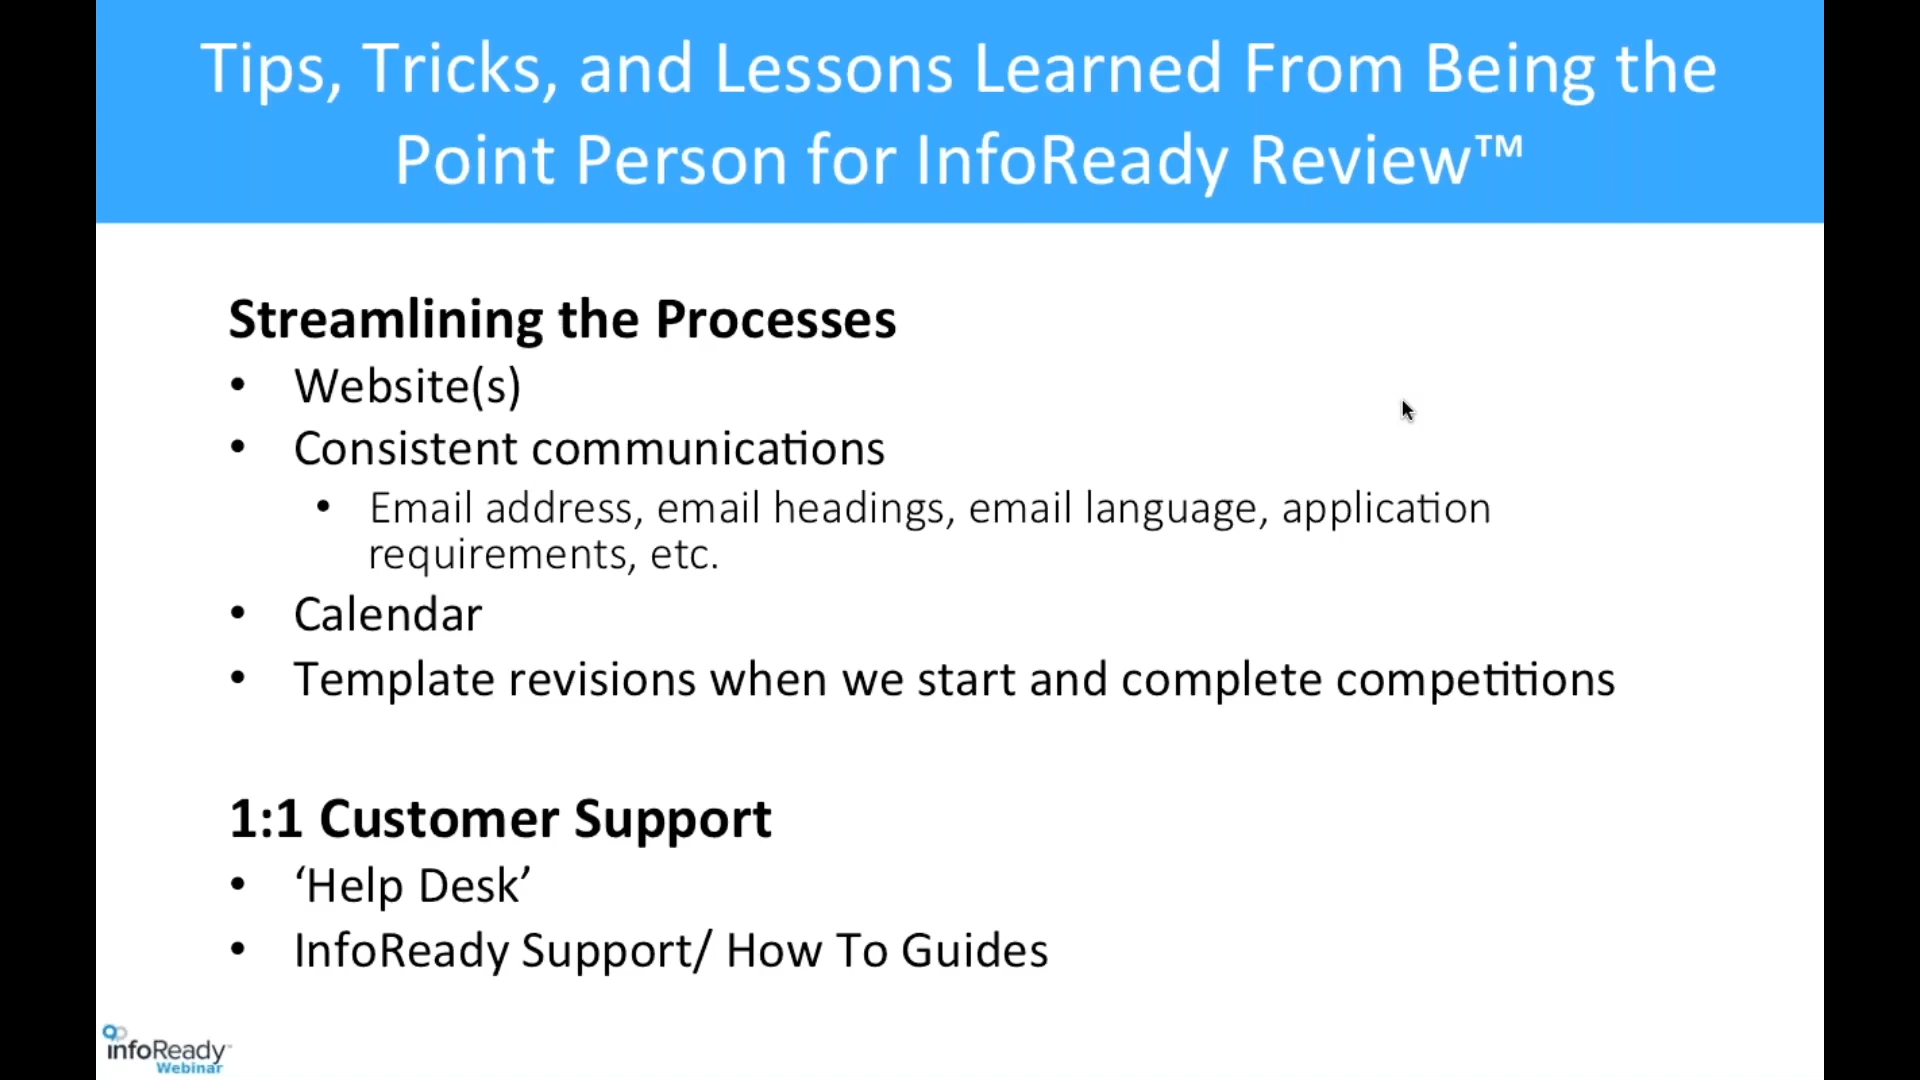 Tips, Tricks, and Lessons Learned From Being the
Point Person for InfoReady Review™
Streamlining the Processes
• Website(s)
• Consistent communications
• Email address, email headings, email language, application
requirements, etc.
• Calendar
• Template revisions when we start and complete competitions
1:1 Customer Support
• ‘Help Desk’
• InfoReady Support/ How To Guides
infoReady™
Webinar